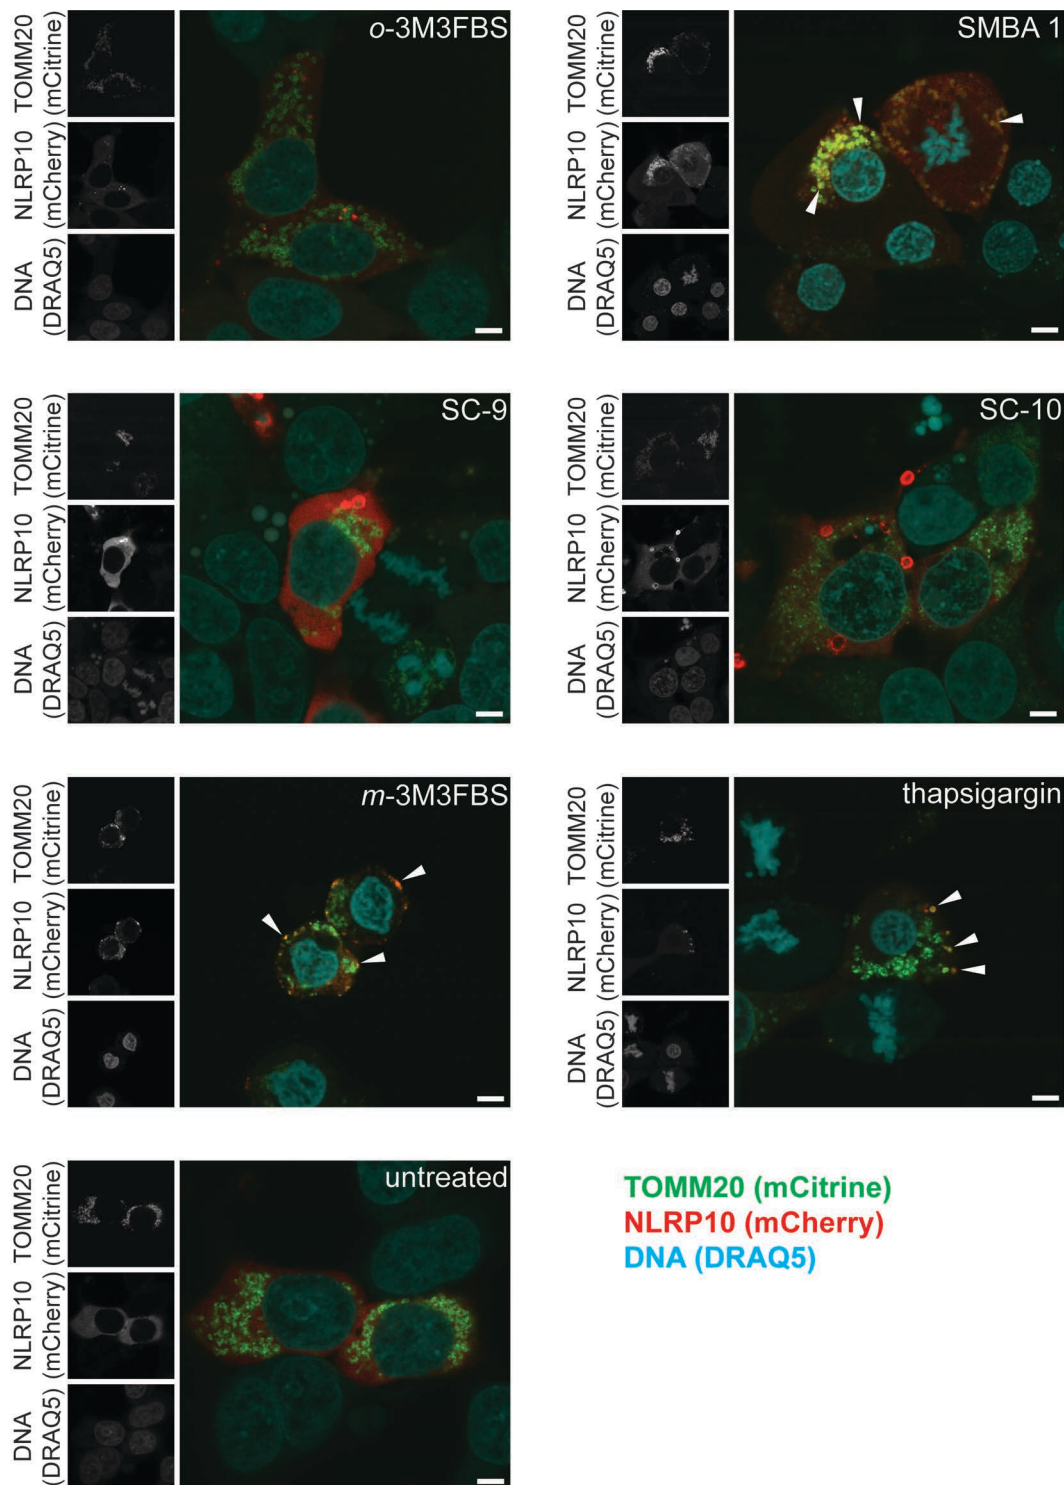 TOMM20
(mCitrine)
NLRP10
(mCherry)
DNA
(DRAQ5)
o-3M3FBS
TOMM20
(mCitrine)
NLRP10
(mCherry)
DNA
(DRAQ5)
SMBA 1
TOMM20
(mCitrine)
NLRP10
(mCherry)
DNA
(DRAQ5)
SC-9
TOMM20
(mCitrine)
NLRP10
(mCherry)
DNA
(DRAQ5)
SC-10
TOMM20
(mCitrine)
NLRP10
(mCherry)
DNA
(DRAQ5)
m-3M3FBS
TOMM20
(mCitrine)
NLRP10
(mCherry)
DNA
(DRAQ5)
thapsigargin
TOMM20
(mCitrine)
NLRP10
(mCherry)
DNA
(DRAQ5)
untreated
TOMM20 (mCitrine)
NLRP10 (mCherry)
DNA (DRAQ5)